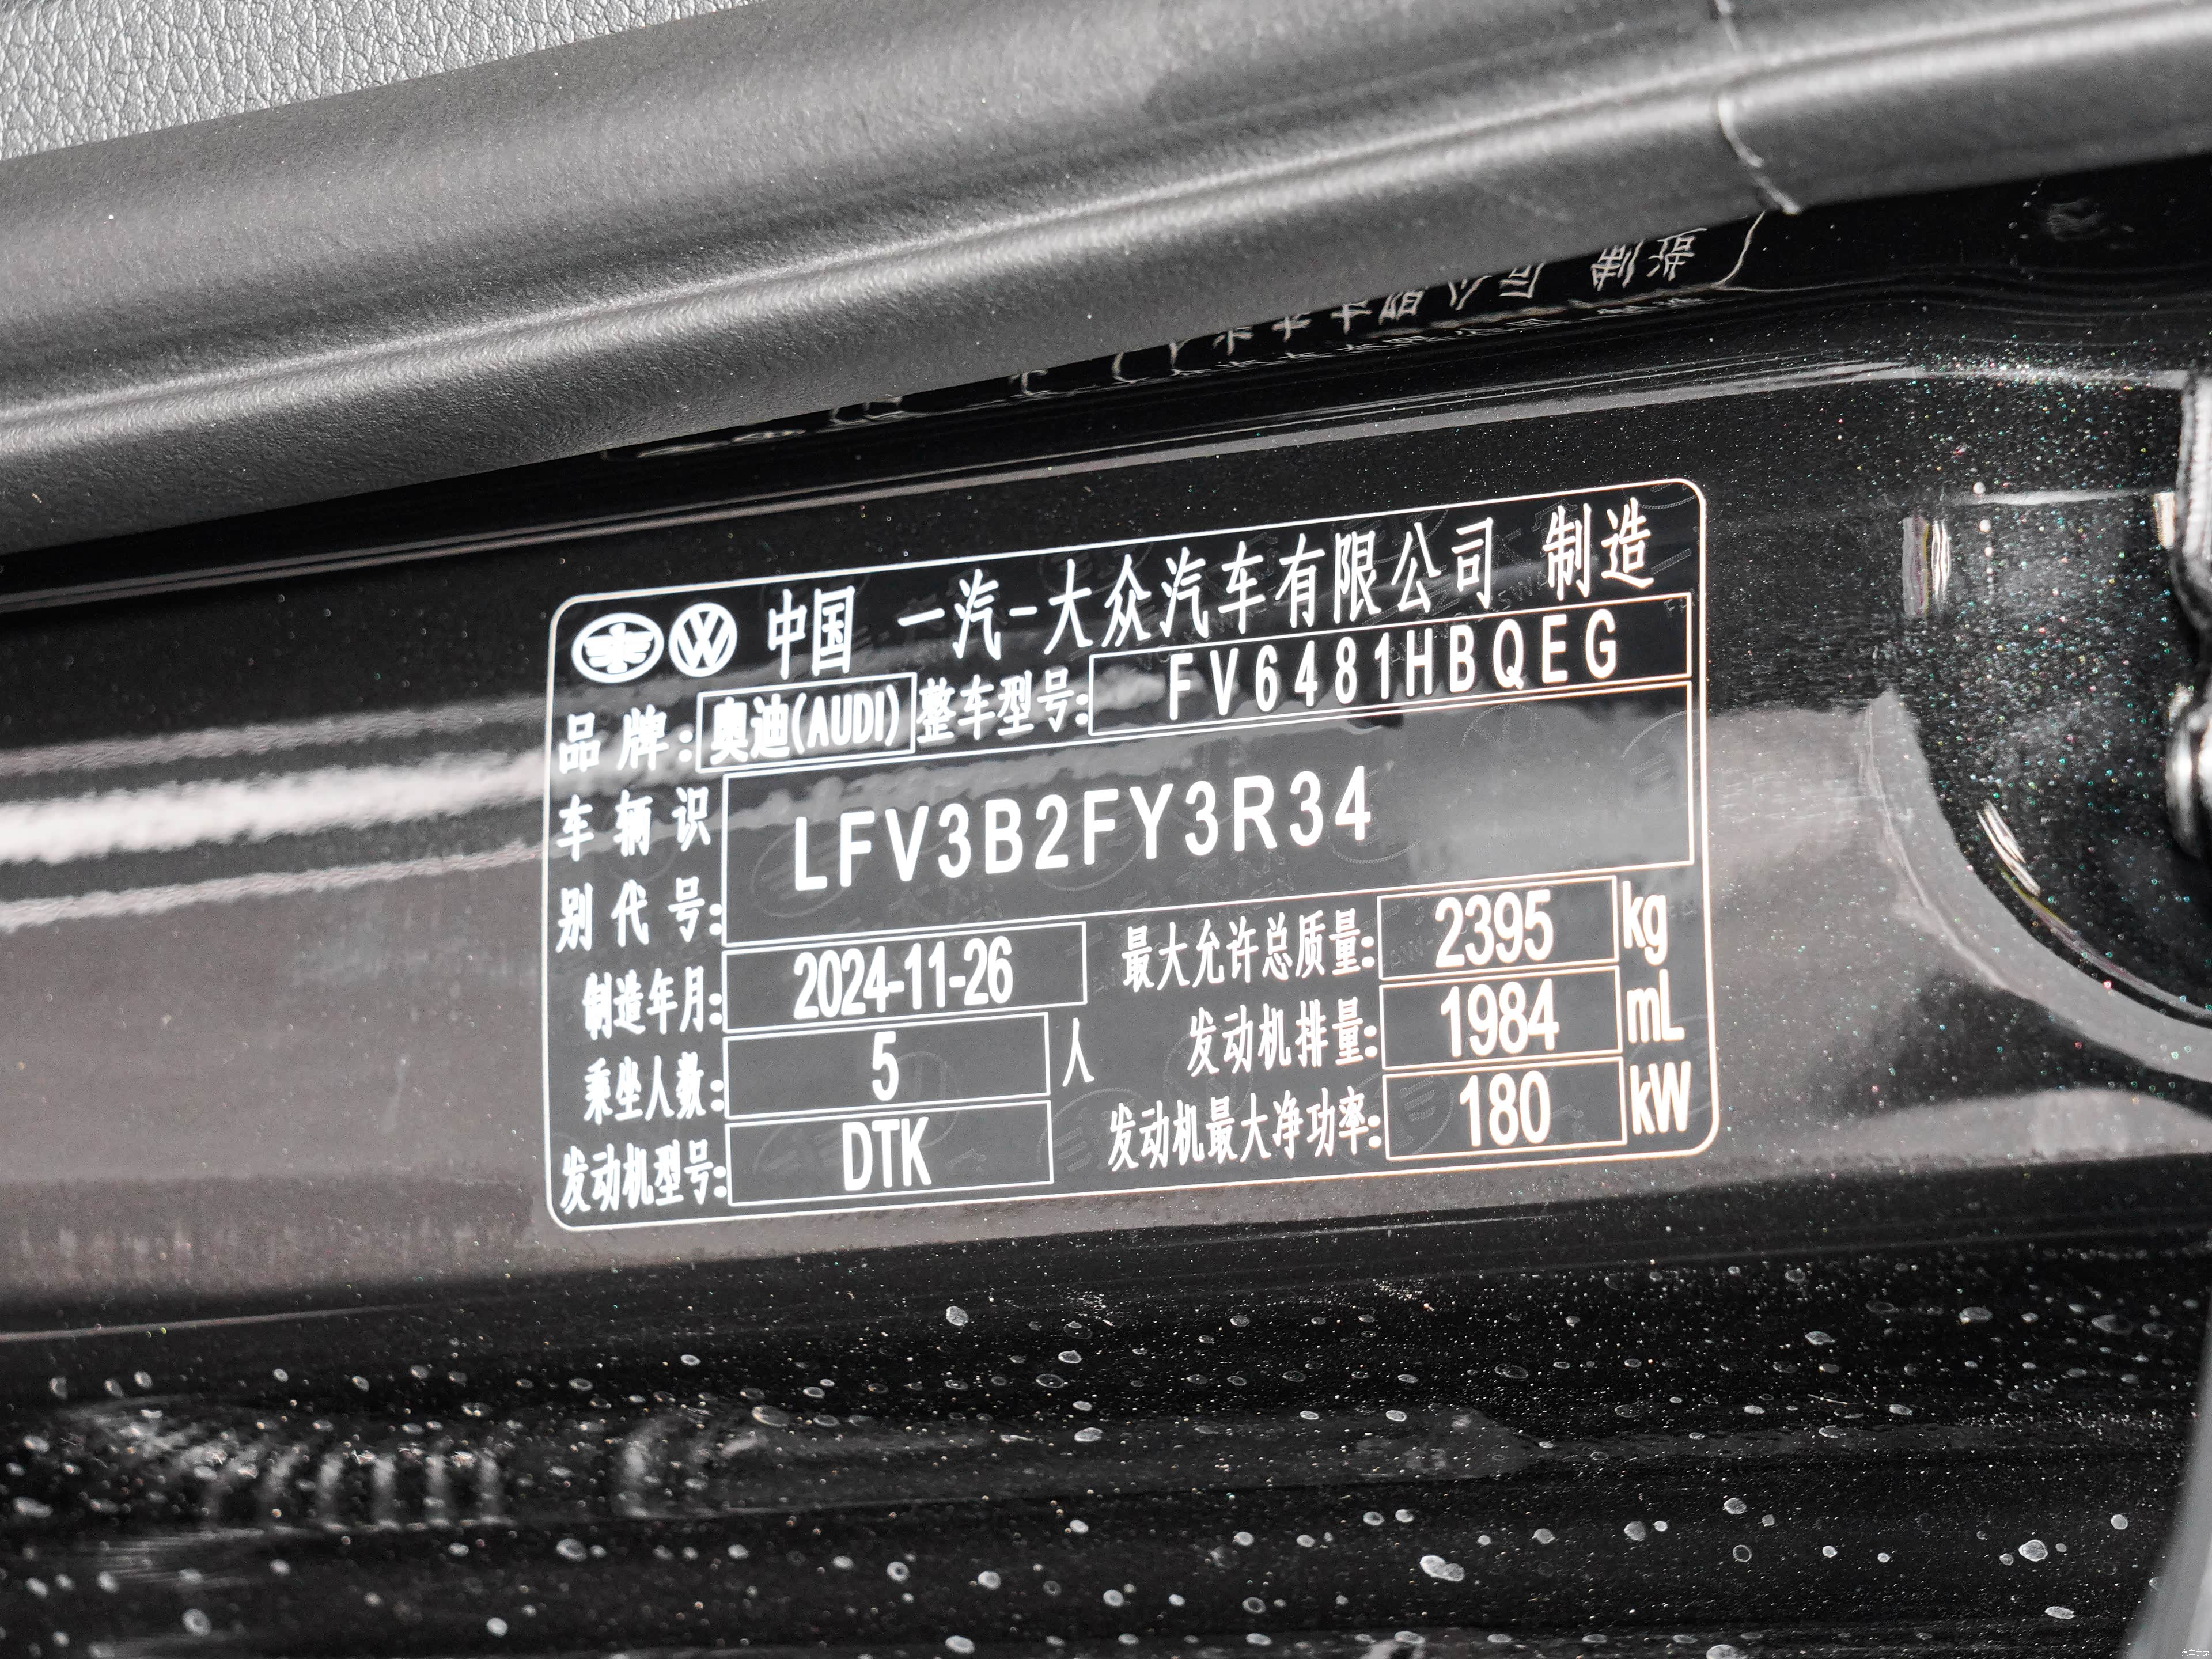 中国 一汽-大众汽车有限公司 制造
品牌: 奥迪(AUDI) 整车型号: FV6481HBQEG
车辆识别代号: LFV3B2FY3R34
制造年月: 2024-11-26 最大允许总质量: 2395 kg
乘坐人数: 5 人 发动机排量: 1984 mL
发动机型号: DTK 发动机最大净功率: 180 kW
汽车之家